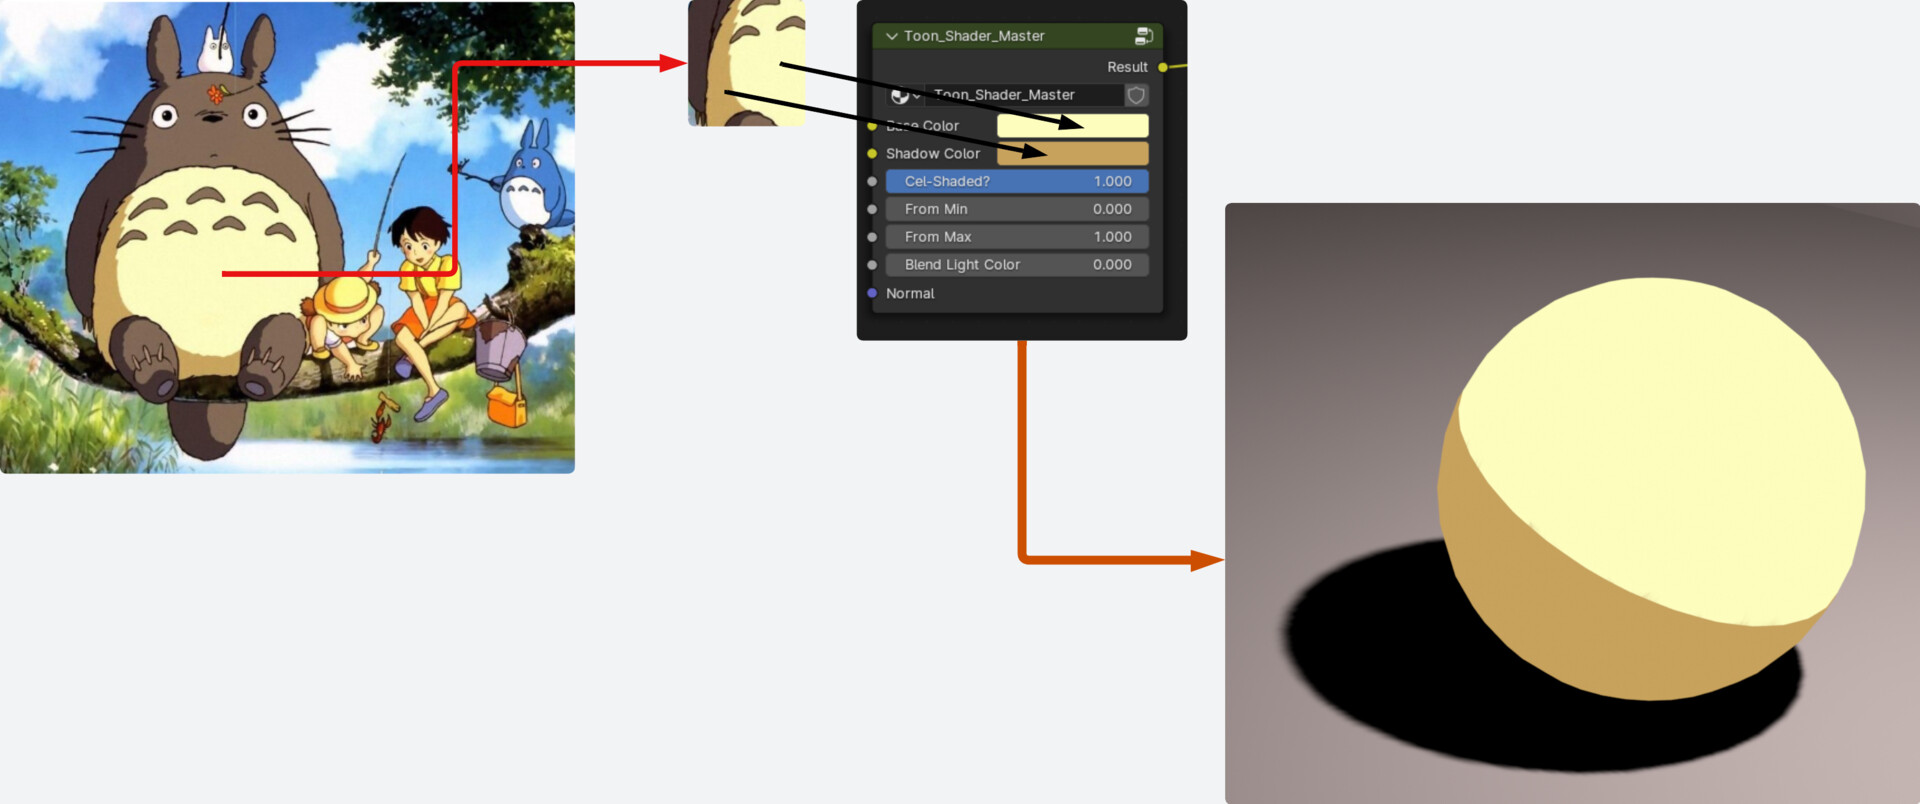 Toon_Shader_Master
Result
Toon_Shader_Master
Base Color
Shadow Color
Cel-Shaded? 1.000
From Min 0.000
From Max 1.000
Blend Light Color 0.000
Normal